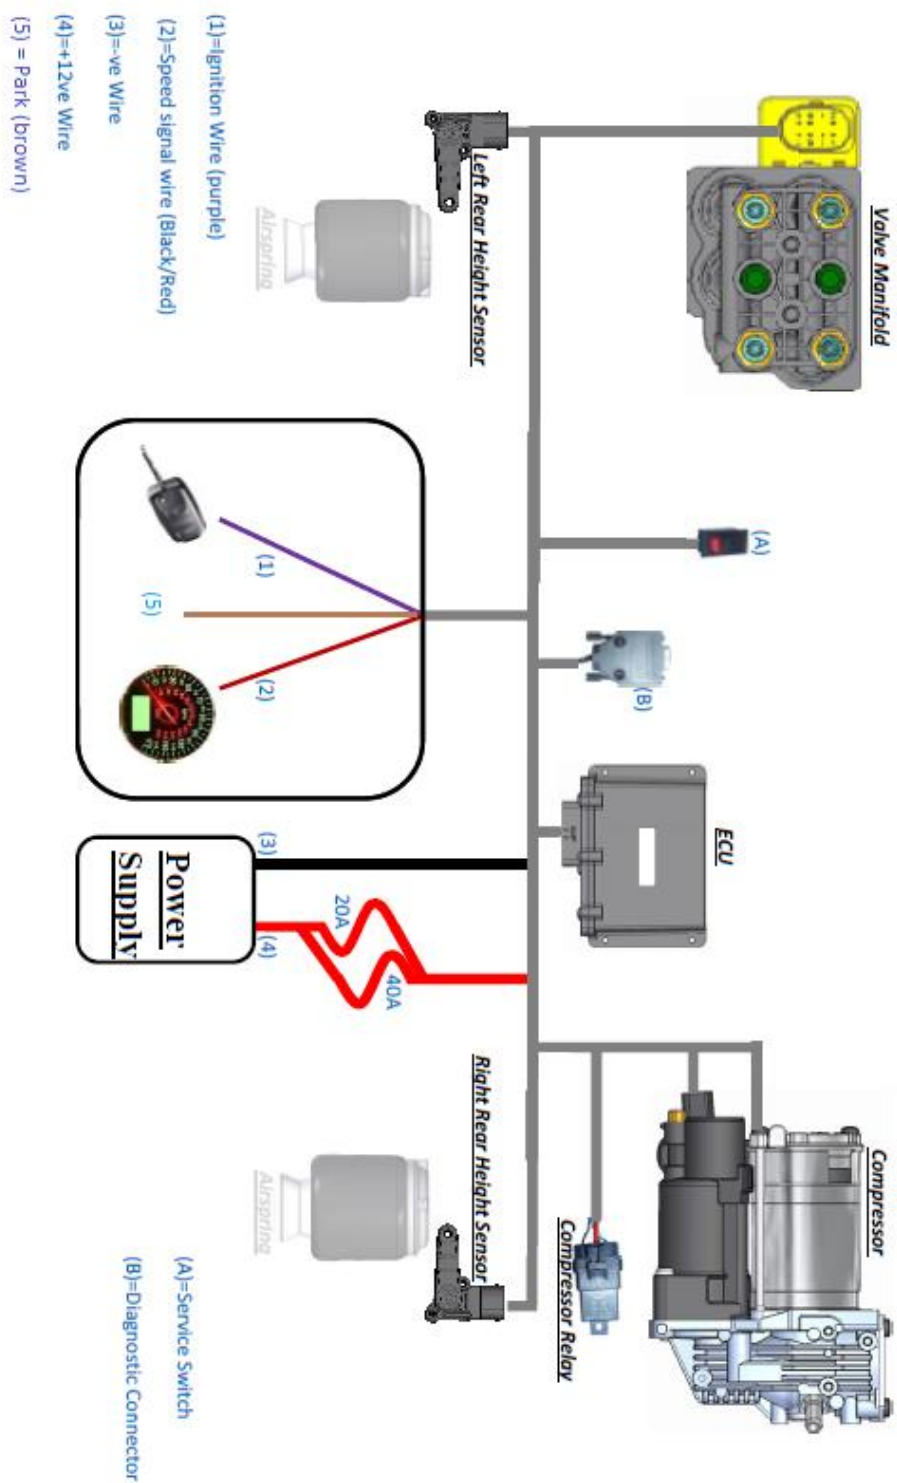 Valve Manifold
(A)
(B)
ECU
Compressor
Compressor Relay
Left Rear Height Sensor
Airspring
(1)
(5)
(2)
(3)
(4)
20A
40A
Power
Supply
Right Rear Height Sensor
Airspring
(1)=Ignition Wire (purple)
(2)=Speed signal wire (Black/Red)
(3)=-ve Wire
(4)=+12ve Wire
(5) = Park (brown)
(A)=Service Switch
(B)=Diagnostic Connector